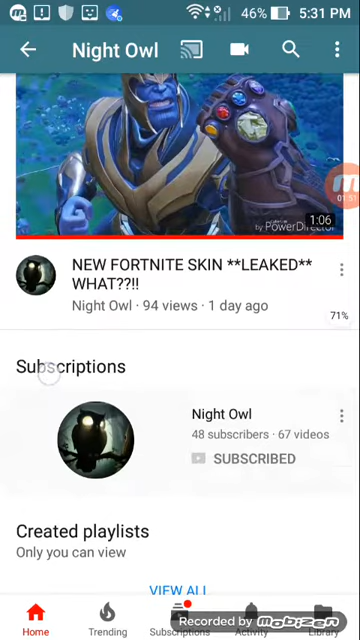 46% 5:31 PM
Night Owl
1:06
by PowerDirector
01:51
NEW FORTNITE SKIN **LEAKED**
WHAT??!!
Night Owl · 94 views · 1 day ago
71%
Subscriptions
Night Owl
48 subscribers · 67 videos
SUBSCRIBED
Created playlists
Only you can view
VIEW ALL
Home
Trending
Subscriptions
Activity
Library
Recorded by mobizen